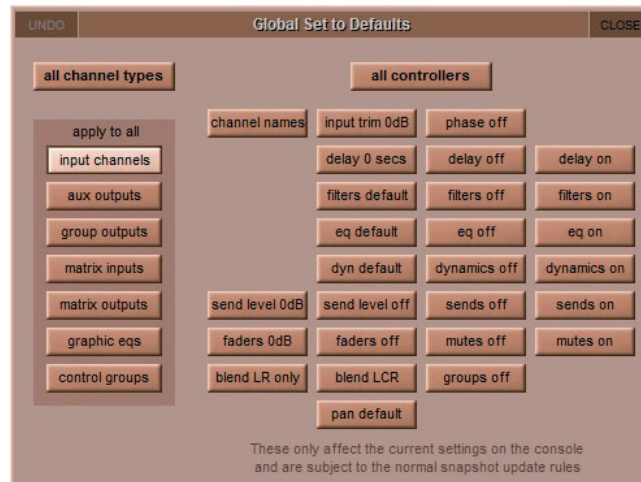 UNDO Global Set to Defaults CLOSE
all channel types all controllers
apply to all
channel names input trim 0dB phase off
input channels delay 0 secs delay off delay on
aux outputs filters default filters off filters on
group outputs eq default eq off eq on
matrix inputs dyn default dynamics off dynamics on
matrix outputs send level 0dB send level off sends off sends on
graphic eqs faders 0dB faders off mutes off mutes on
control groups blend LR only blend LCR groups off
pan default
These only affect the current settings on the console
and are subject to the normal snapshot update rules